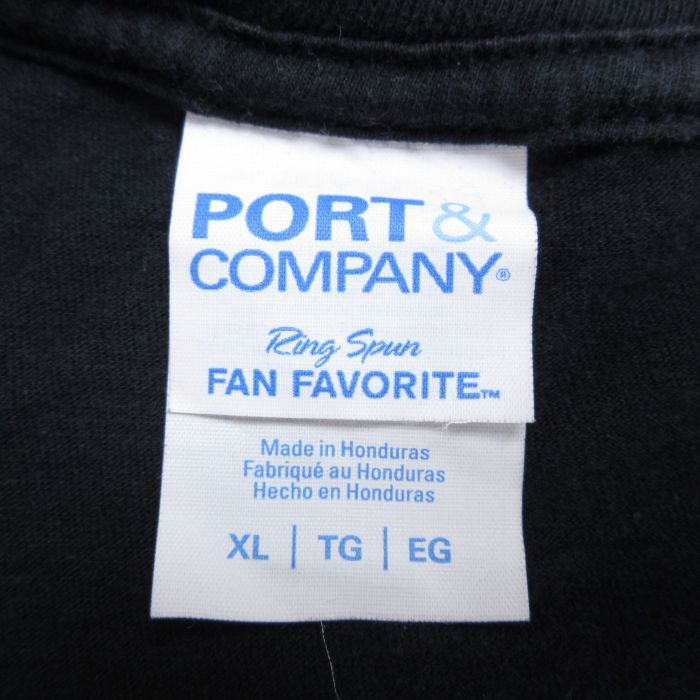 PORT &
COMPANY®
Ring Spun
FAN FAVORITE™
Made in Honduras
Fabriqué au Honduras
Hecho en Honduras
XL | TG | EG